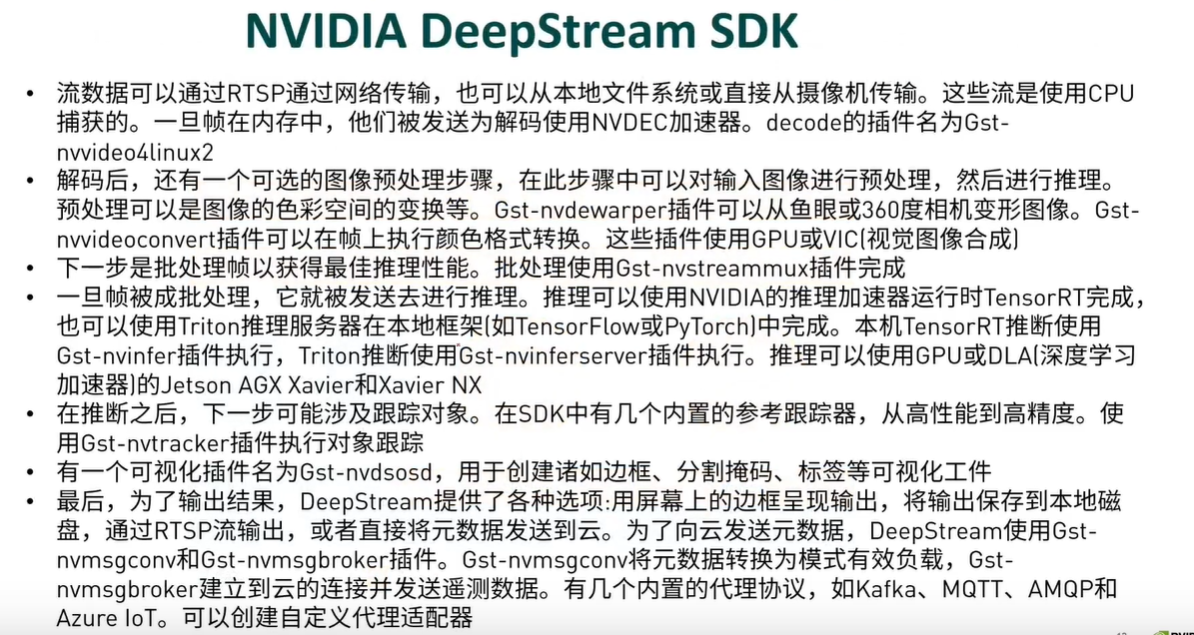 NVIDIA DeepStream SDK
• 流数据可以通过RTSP通过网络传输，也可以从本地文件系统或直接从摄像机传输。这些流是使用CPU
捕获的。一旦帧在内存中，他们被发送为解码使用NVDEC加速器。decode的插件名为Gst-
nvvideo4linux2
• 解码后，还有一个可选的图像预处理步骤，在此步骤中可以对输入图像进行预处理，然后进行推理。
预处理可以是图像的色彩空间的变换等。Gst-nvdewarper插件可以从鱼眼或360度相机变形图像。Gst-
nvvideoconvert插件可以在帧上执行颜色格式转换。这些插件使用GPU或VIC(视觉图像合成)
• 下一步是批处理帧以获得最佳推理性能。批处理使用Gst-nvstreammux插件完成
• 一旦帧被成批处理，它就被发送去进行推理。推理可以使用NVIDIA的推理加速器运行时TensorRT完成，
也可以使用Triton推理服务器在本地框架(如TensorFlow或PyTorch)中完成。本机TensorRT推断使用
Gst-nvinfer插件执行，Triton推断使用Gst-nvinferserver插件执行。推理可以使用GPU或DLA(深度学习
加速器)的Jetson AGX Xavier和Xavier NX
• 在推断之后，下一步可能涉及跟踪对象。在SDK中有几个内置的参考跟踪器，从高性能到高精度。使
用Gst-nvtracker插件执行对象跟踪
• 有一个可视化插件名为Gst-nvdsosd，用于创建诸如边框、分割掩码、标签等可视化工件
• 最后，为了输出结果，DeepStream提供了各种选项:用屏幕上的边框呈现输出，将输出保存到本地磁
盘，通过RTSP流输出，或者直接将元数据发送到云。为了向云发送元数据，DeepStream使用Gst-
nvmsgconv和Gst-nvmsgbroker插件。Gst-nvmsgconv将元数据转换为模式有效负载，Gst-
nvmsgbroker建立到云的连接并发送遥测数据。有几个内置的代理协议，如Kafka、MQTT、AMQP和
Azure IoT。可以创建自定义代理适配器